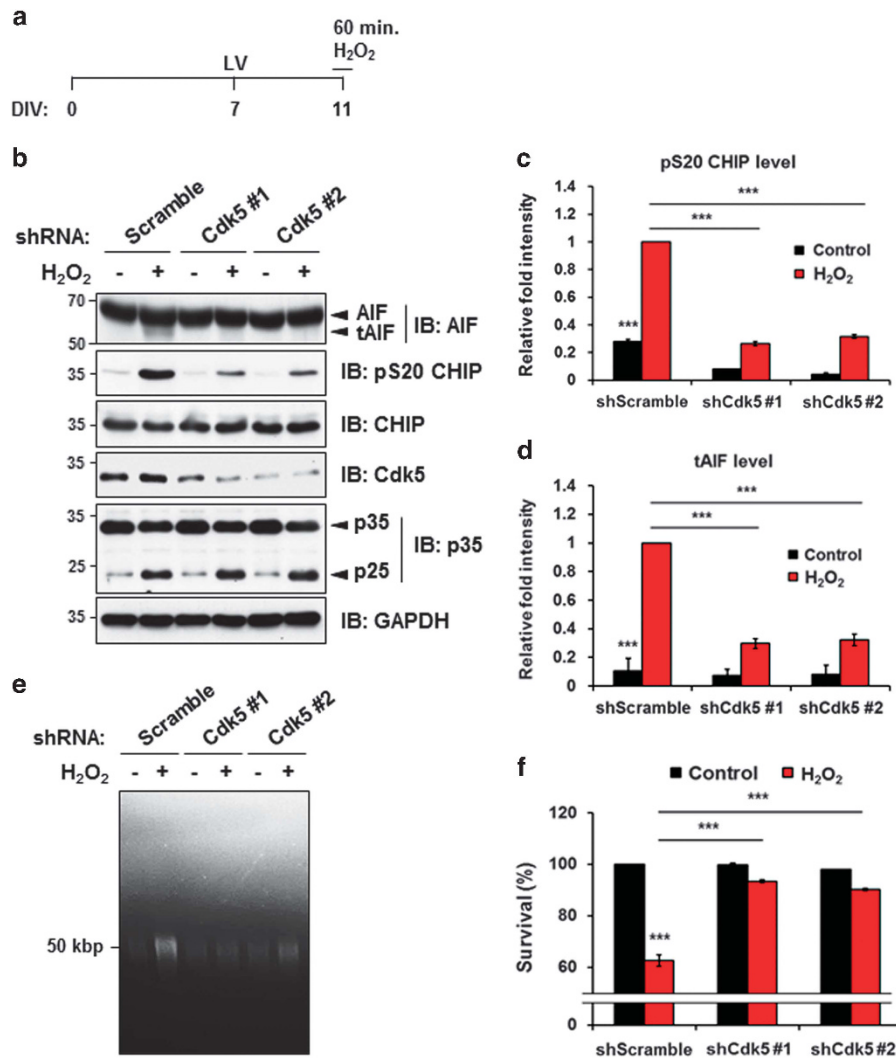 a
60 min.
H₂O₂
LV
DIV: 0 7 11
b
shRNA: Scramble Cdk5 #1 Cdk5 #2
H₂O₂ - + - + - +
70
50
AIF
tAIF
IB: AIF
35
IB: pS20 CHIP
35
IB: CHIP
35
IB: Cdk5
35
25
p35
p25
IB: p35
35
IB: GAPDH
c
pS20 CHIP level
Relative fold intensity
1.4
1.2
1
0.8
0.6
0.4
0.2
0
***
***
***
Control
H₂O₂
shScramble shCdk5 #1 shCdk5 #2
d
tAIF level
Relative fold intensity
1.4
1.2
1
0.8
0.6
0.4
0.2
0
***
***
***
Control
H₂O₂
shScramble shCdk5 #1 shCdk5 #2
e
shRNA: Scramble Cdk5 #1 Cdk5 #2
H₂O₂ - + - + - +
50 kbp
f
Control H₂O₂
Survival (%)
120
100
80
60
0
***
***
***
shScramble shCdk5 #1 shCdk5 #2